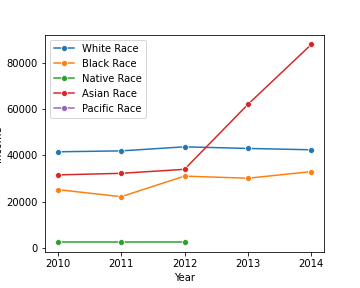 White Race
Black Race
Native Race
Asian Race
Pacific Race
80000
60000
40000
20000
0
2010 2011 2012 2013 2014
Year